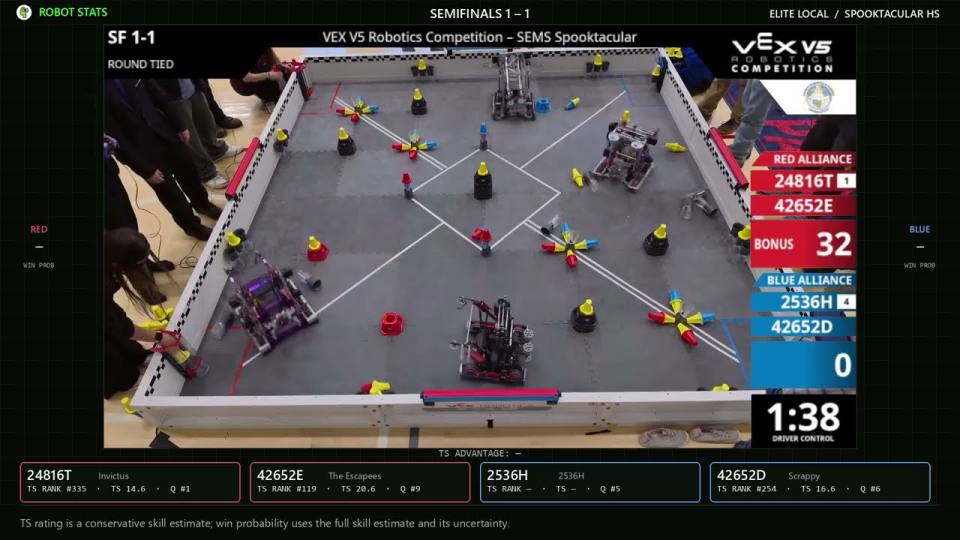 ROBOT STATS
SEMIFINALS 1 – 1
ELITE LOCAL / SPOOKTACULAR HS
SF 1-1
ROUND TIED
VEX V5 Robotics Competition – SEMS Spooktacular
VEX V5
ROBOTICS
COMPETITION
RED ALLIANCE
24816T 1
42652E
BONUS 32
BLUE ALLIANCE
2536H 4
42652D
0
1:38
DRIVER CONTROL
RED
—
WIN PROB
BLUE
—
WIN PROB
TS ADVANTAGE: —
24816T Invictus
TS RANK #335 · TS 14.6 · Q #1
42652E The Escapees
TS RANK #119 · TS 20.6 · Q #9
2536H 2536H
TS RANK – · TS – · Q #5
42652D Scrappy
TS RANK #254 · TS 16.6 · Q #6
TS rating is a conservative skill estimate; win probability uses the full skill estimate and its uncertainty.